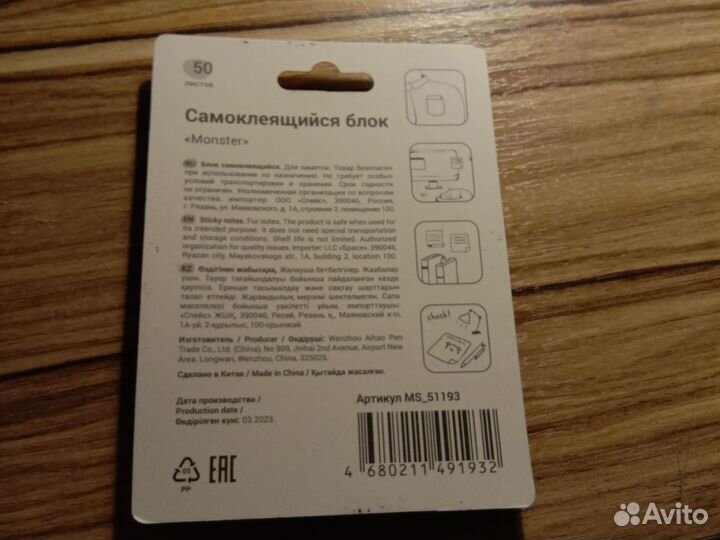 50
листов
Самоклеящийся блок
«Monster»
RU Блок самоклеящийся. Для заметок. Товар безопасен
при использовании по назначению. Не требует особых
условий транспортировки и хранения. Срок годности
не ограничен. Уполномоченная организация по вопросам
качества, импортер: ООО «Спейс», 390046, Россия,
г. Рязань, ул. Маяковского, д. 1А, строение 2, помещение 100.
EN Sticky notes. For notes. The product is safe when used for
its intended purpose. It does not need special transportation
and storage conditions. Shelf life is not limited. Authorized
organization for quality issues, importer LLC «Space», 390046,
Ryazan city, Mayakovskogo str., 1A, building 2, location 100.
KZ Өздігінен жабысқақ. Жалауша бетбелгілер. Жазбалар
үшін. Тауар тағайындалуы бойынша пайдаланған кезде
қауіпсіз. Ерекше тасымалдау және сақтау шарттарын
талап етпейді. Жарамдылық мерзімі шектелмеген. Сапа
мәселелері бойынша уәкілетті ұйым, импорттаушы:
«Спейс» ЖШҚ, 390046, Ресей, Рязань қ., Маяковский к-сі,
1А-үй, 2-құрылыс, 100-орынжай.
Изготовитель / Producer / Өндіруші: Wenzhou Aihao Pen
Trade Co., Ltd. (China), No 909, Jinhai 2nd Avenue, Airport New
Area, Longwan, Wenzhou, China, 325025.
Сделано в Китае / Made in China / Қытайда жасалған.
Дата производства /
Production date /
Өндірілген күні: 03.2023.
Артикул MS_51193
4 680211 491932
05
PP
EAC
check!
1
Avito